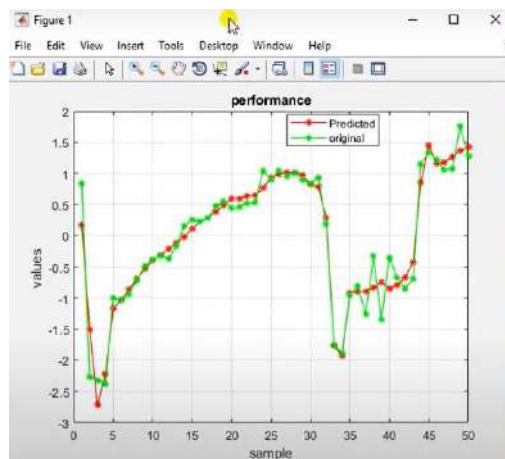 Figure 1
File Edit View Insert Tools Desktop Window Help
performance
Predicted
original
2
1.5
1
0.5
0
-0.5
-1
-1.5
-2
-2.5
-3
values
0 5 10 15 20 25 30 35 40 45 50
sample